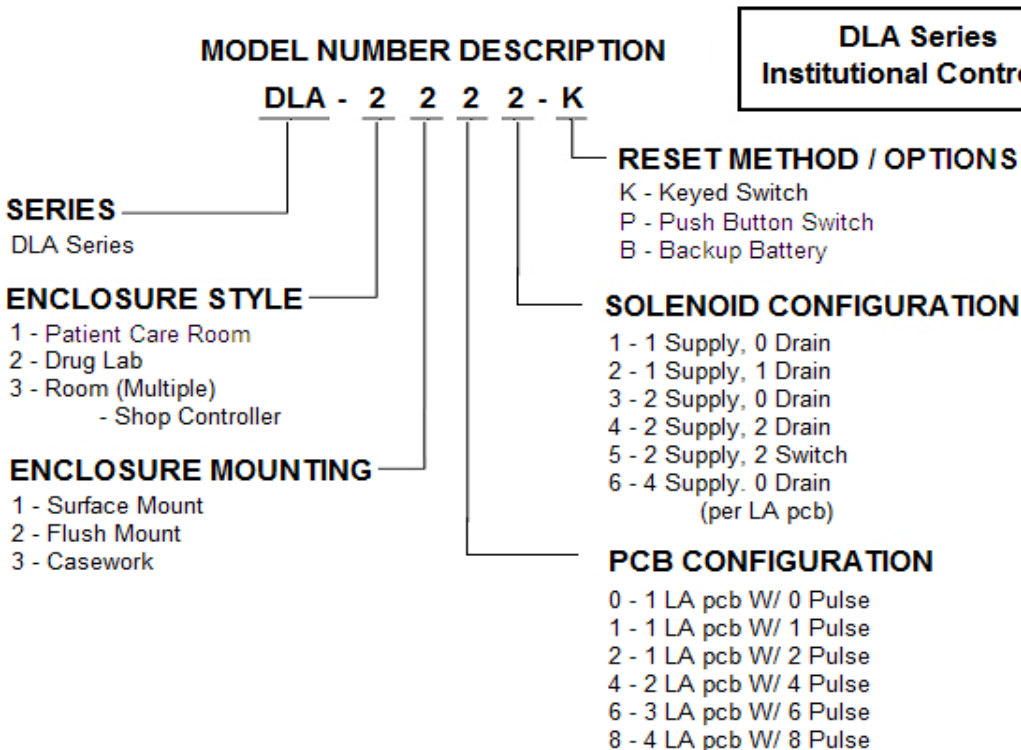 MODEL NUMBER DESCRIPTION
DLA - 2 2 2 2 - K
DLA Series
Institutional
SERIES
DLA Series
ENCLOSURE STYLE
1 - Patient Care Room
2 - Drug Lab
3 - Room (Multiple)
- Shop Controller
ENCLOSURE MOUNTING
1 - Surface Mount
2 - Flush Mount
3 - Casework
RESET METHOD / OPTIONS
K - Keyed Switch
P - Push Button Switch
B - Backup Battery
SOLENOID CONFIGURATION
1 - 1 Supply, 0 Drain
2 - 1 Supply, 1 Drain
3 - 2 Supply, 0 Drain
4 - 2 Supply, 2 Drain
5 - 2 Supply, 2 Switch
6 - 4 Supply. 0 Drain
(per LA pcb)
PCB CONFIGURATION
0 - 1 LA pcb W/ 0 Pulse
1 - 1 LA pcb W/ 1 Pulse
2 - 1 LA pcb W/ 2 Pulse
4 - 2 LA pcb W/ 4 Pulse
6 - 3 LA pcb W/ 6 Pulse
8 - 4 LA pcb W/ 8 Pulse